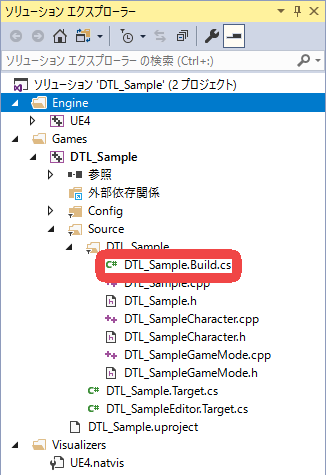 ソリューション エクスプローラー
ソリューション エクスプローラー の検索 (Ctrl+:)
ソリューション 'DTL_Sample' (2 プロジェクト)
Engine
UE4
Games
DTL_Sample
参照
外部依存関係
Config
Source
DTL_Sample
DTL_Sample.Build.cs
DTL_Sample.cpp
DTL_Sample.h
DTL_SampleCharacter.cpp
DTL_SampleCharacter.h
DTL_SampleGameMode.cpp
DTL_SampleGameMode.h
DTL_Sample.Target.cs
DTL_SampleEditor.Target.cs
DTL_Sample.uproject
Visualizers
UE4.natvis